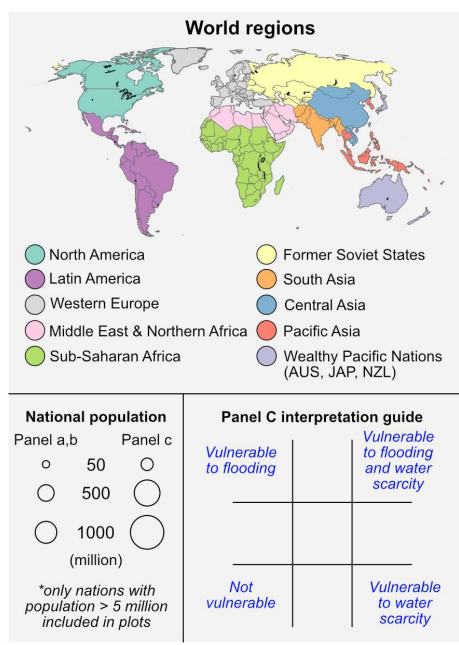 World regions
North America
Latin America
Western Europe
Middle East & Northern Africa
Sub-Saharan Africa
Former Soviet States
South Asia
Central Asia
Pacific Asia
Wealthy Pacific Nations
(AUS, JAP, NZL)
National population
Panel a,b
Panel c
50
500
1000
(million)
*only nations with
population > 5 million
included in plots
Panel C interpretation guide
Vulnerable
to flooding
Vulnerable
to flooding
and water
scarcity
Not
vulnerable
Vulnerable
to water
scarcity